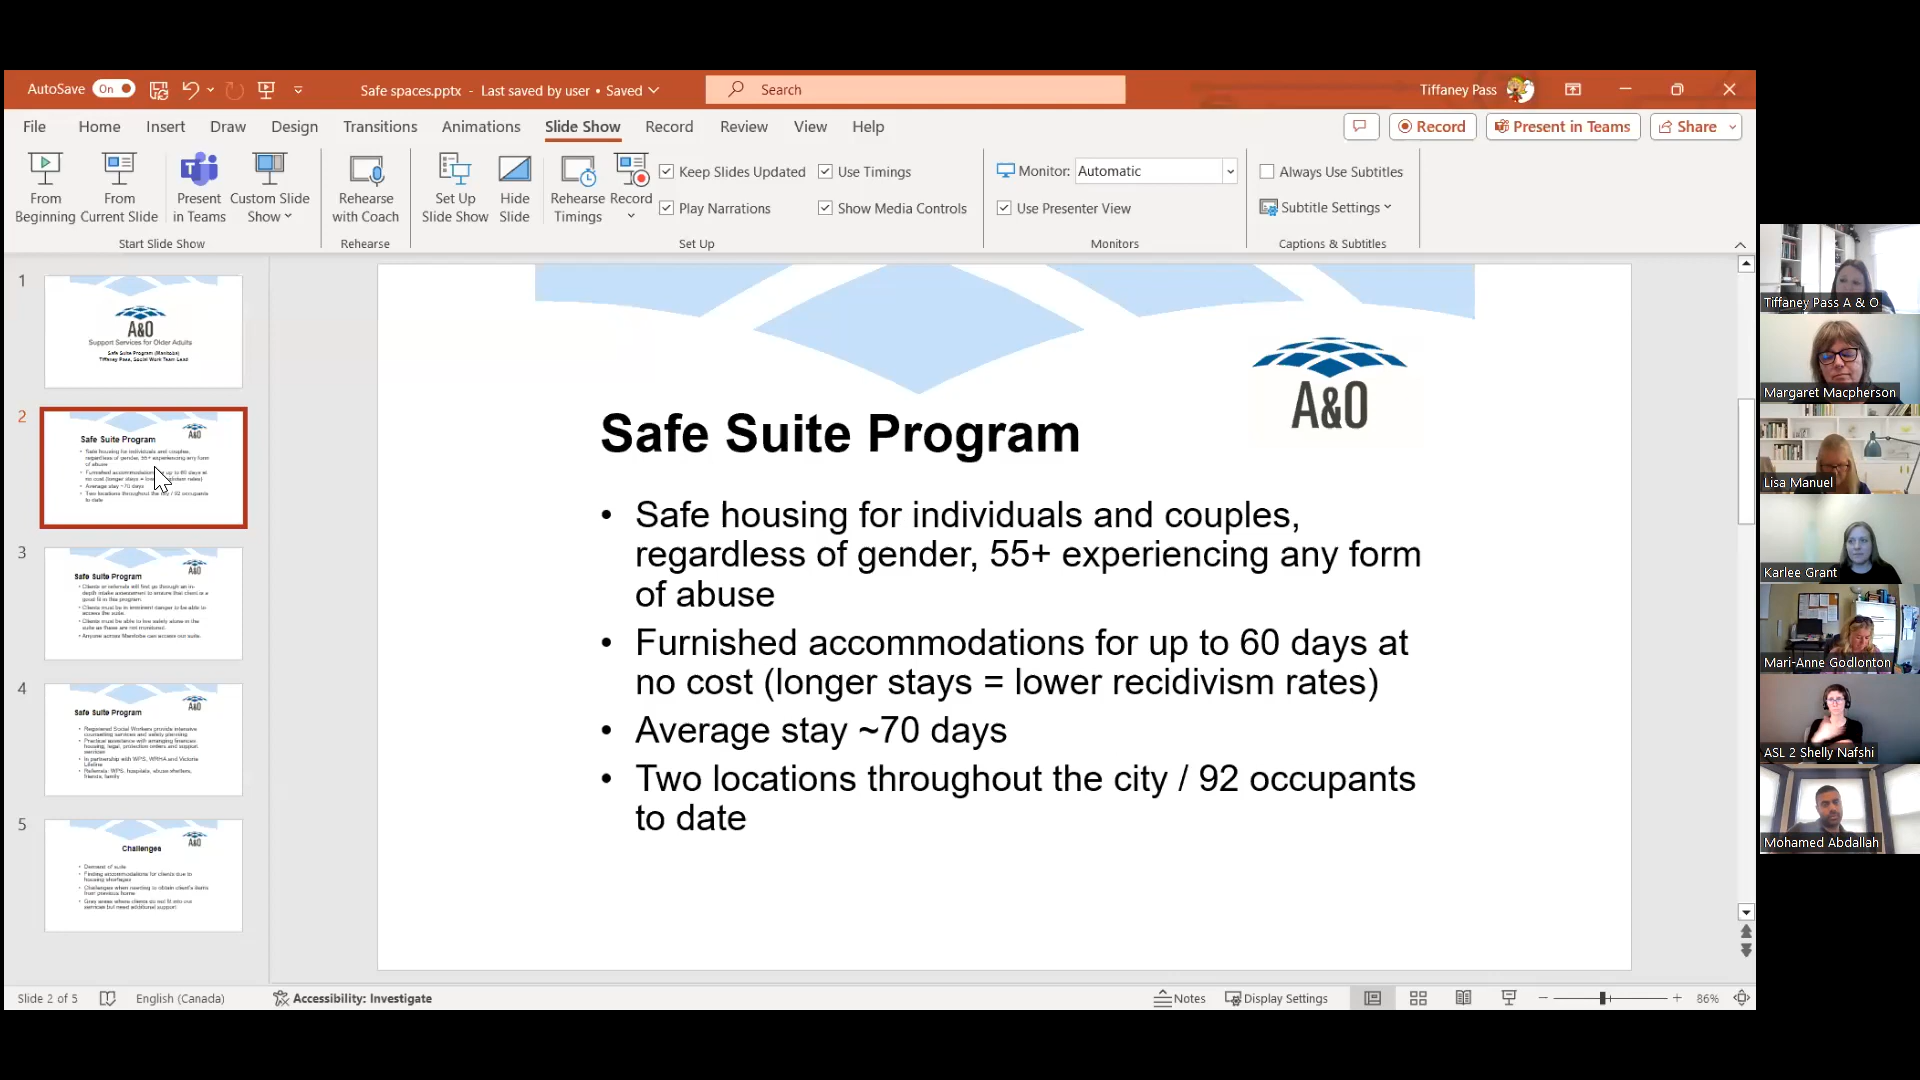 AutoSave On Safe spaces.pptx - Last saved by user • Saved Search Tiffaney Pass
File Home Insert Draw Design Transitions Animations Slide Show Record Review View Help Record Present in Teams Share
From Beginning
From Current Slide
Present in Teams
Custom Slide Show
Start Slide Show
Rehearse with Coach
Rehearse
Set Up Slide Show
Hide Slide
Rehearse Timings
Record
Keep Slides Updated
Use Timings
Play Narrations
Show Media Controls
Set Up
Monitor: Automatic
Use Presenter View
Monitors
Always Use Subtitles
Subtitle Settings
Captions & Subtitles
1
A&O
Support Services for Older Adults
Safe Suite Program (Manitoba)
Tiffaney Pass, Social Work Team Lead
2
Safe Suite Program
A&O
Safe housing for individuals and couples,
regardless of gender, 55+ experiencing any form
of abuse
Furnished accommodations for up to 60 days at
no cost (longer stays = lower recidivism rates)
Average stay ~70 days
Two locations throughout the city / 92 occupants
to date
3
Safe Suite Program
A&O
Clients or referrals will first go through an in-
depth intake assessment to ensure that client is a
good fit in this program.
Clients must be in imminent danger to be able to
access the suite.
Clients must be able to live safely alone in the
suite as these are not monitored.
Anyone across Manitoba can access our suite.
4
Safe Suite Program
A&O
Registered Social Workers provide intensive
counselling services and safety planning.
Practical assistance with arranging finances,
housing, legal, protection orders and support
services
In partnership with WPS, WRHA and Victoria
Lifeline
Referrals: WPS, hospitals, abuse shelters,
friends, family
5
Challenges
A&O
Demand of suite
Finding accommodations for clients due to
housing shortages
Challenges when needing to obtain client's items
from previous home
Grey areas where clients do not fit into our
services but need additional support
A&O
Safe Suite Program
• Safe housing for individuals and couples,
regardless of gender, 55+ experiencing any form
of abuse
• Furnished accommodations for up to 60 days at
no cost (longer stays = lower recidivism rates)
• Average stay ~70 days
• Two locations throughout the city / 92 occupants
to date
Tiffaney Pass A & O
Margaret Macpherson
Lisa Manuel
Karlee Grant
Mari-Anne Godlonton
ASL 2 Shelly Nafshi
Mohamed Abdallah
Slide 2 of 5 English (Canada) Accessibility: Investigate Notes Display Settings 86%